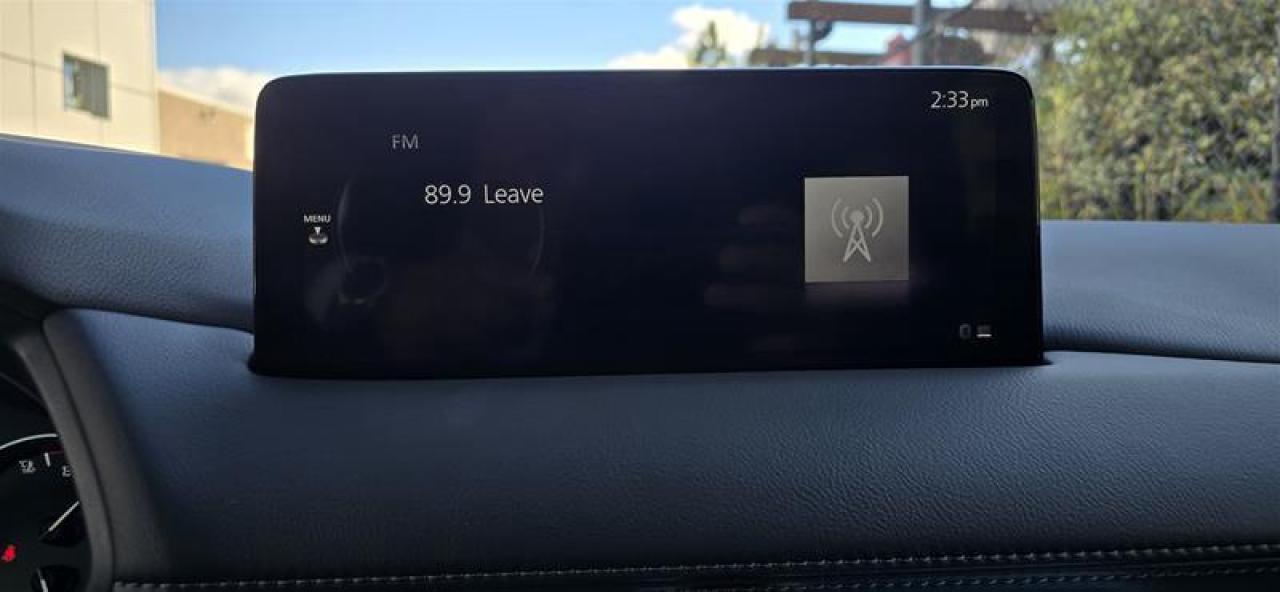 2:33pm
FM
89.9 Leave
MENU